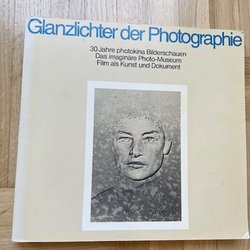 Glanzlichter der Photographie
30 Jahre photokina Bilderschauen
Das imaginäre Photo-Museum
Film als Kunst und Dokument